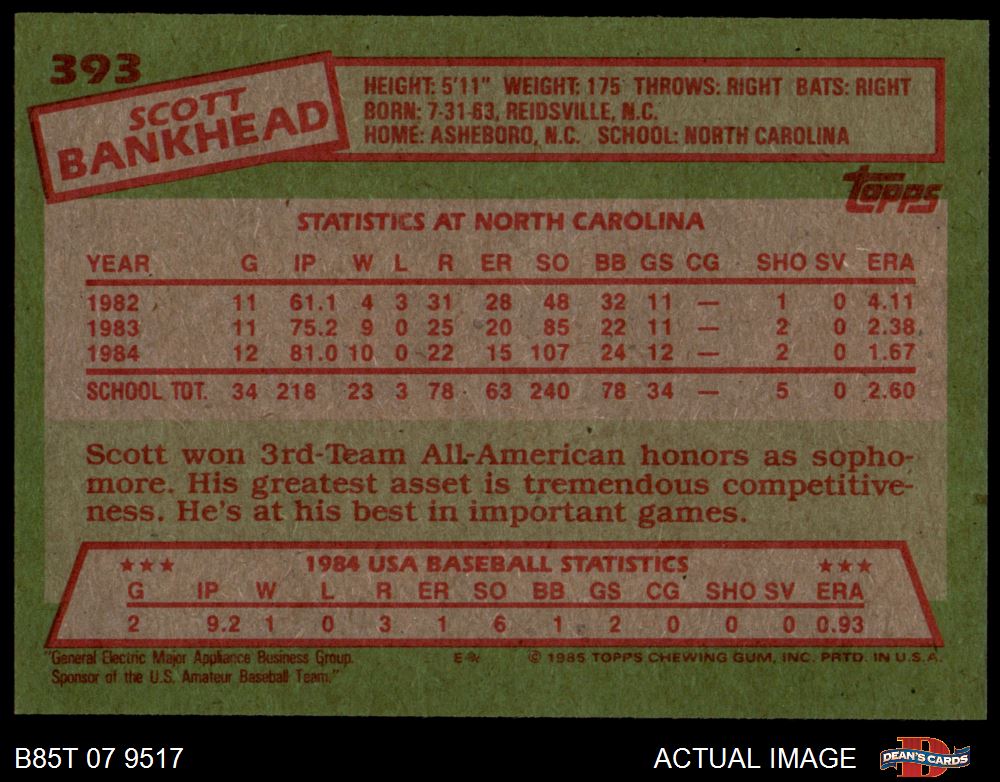 393
SCOTT
BANKHEAD
HEIGHT: 5'11" WEIGHT: 175 THROWS: RIGHT BATS: RIGHT
BORN: 7-31-63, REIDSVILLE, N.C.
HOME: ASHEBORO, N.C. SCHOOL: NORTH CAROLINA
topps
STATISTICS AT NORTH CAROLINA
YEAR G IP W L R ER SO BB GS CG SHO SV ERA
1982 11 61.1 4 3 31 28 48 32 11 — 1 0 4.11
1983 11 75.2 9 0 25 20 85 22 11 — 2 0 2.38
1984 12 81.0 10 0 22 15 107 24 12 — 2 0 1.67
SCHOOL TOT. 34 218 23 3 78 63 240 78 34 — 5 0 2.60
Scott won 3rd-Team All-American honors as sopho-
more. His greatest asset is tremendous competitive-
ness. He's at his best in important games.
★★★ 1984 USA BASEBALL STATISTICS ★★★
G IP W L R ER SO BB GS CG SHO SV ERA
2 9.2 1 0 3 1 6 1 2 0 0 0 0.93
"General Electric Major Appliance Business Group.
Sponsor of the U.S. Amateur Baseball Team."
© 1985 TOPPS CHEWING GUM, INC. PRTD. IN U.S.A.
B85T 07 9517
ACTUAL IMAGE
DEAN'S CARDS